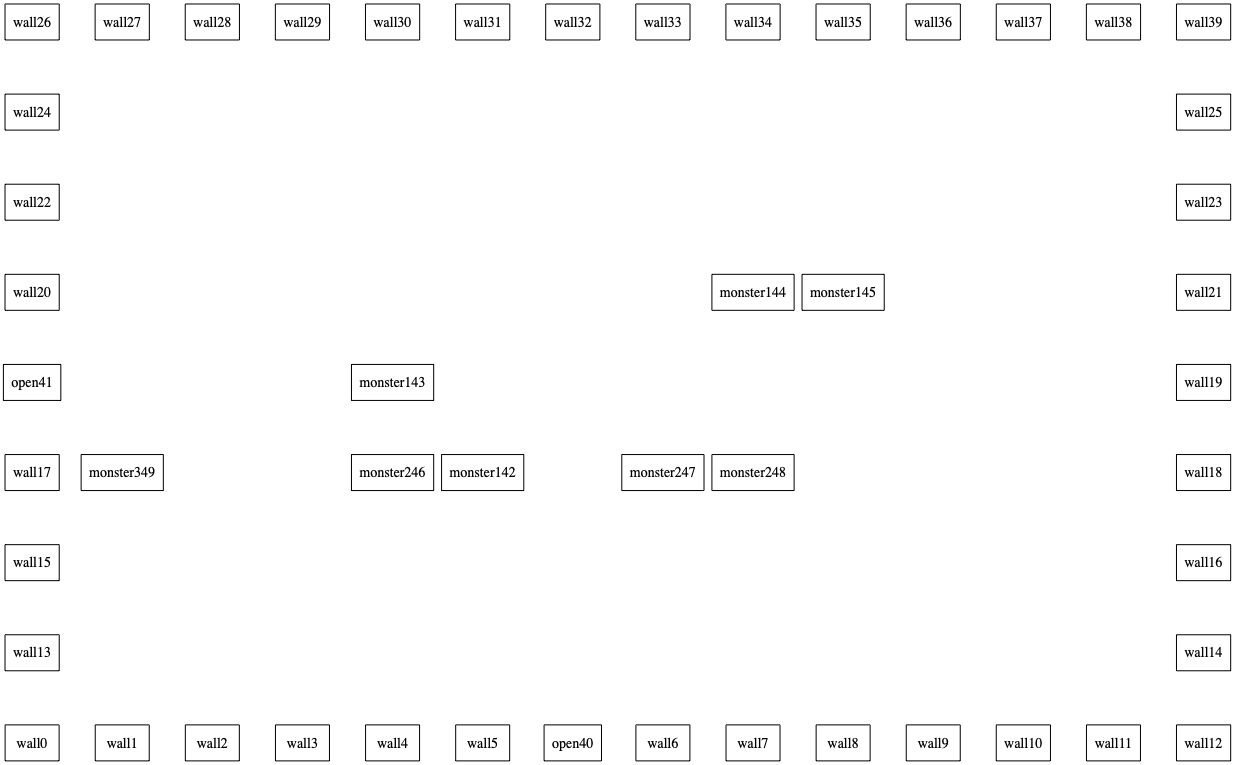 wall26 wall27 wall28 wall29 wall30 wall31 wall32 wall33 wall34 wall35 wall36 wall37 wall38 wall39
wall24 wall25
wall22 wall23
wall20 monster144 monster145 wall21
open41 monster143 wall19
wall17 monster349 monster246 monster142 monster247 monster248 wall18
wall15 wall16
wall13 wall14
wall0 wall1 wall2 wall3 wall4 wall5 open40 wall6 wall7 wall8 wall9 wall10 wall11 wall12